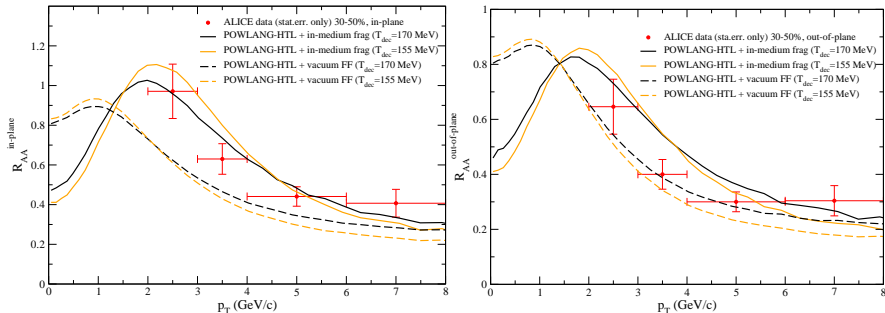 ALICE data (stat.err. only) 30-50%, in-plane
POWLANG-HTL + in-medium frag (T_dec=170 MeV)
POWLANG-HTL + in-medium frag (T_dec=155 MeV)
POWLANG-HTL + vacuum FF (T_dec=170 MeV)
POWLANG-HTL + vacuum FF (T_dec=155 MeV)
R_AA^in-plane
1.4
1.2
1
0.8
0.6
0.4
0.2
0
0 1 2 3 4 5 6 7 8
p_T (GeV/c)
ALICE data (sta.err. only) 30-50%, out-of-plane
POWLANG-HTL + in-medium frag (T_dec=170 MeV)
POWLANG-HTL + in-medium frag (T_dec=155 MeV)
POWLANG-HTL + vacuum FF (T_dec=170 MeV)
POWLANG-HTL + vacuum FF (T_dec=155 MeV)
R_AA^out-of-plane
1
0.8
0.6
0.4
0.2
0
0 1 2 3 4 5 6 7 8
p_T (GeV/c)